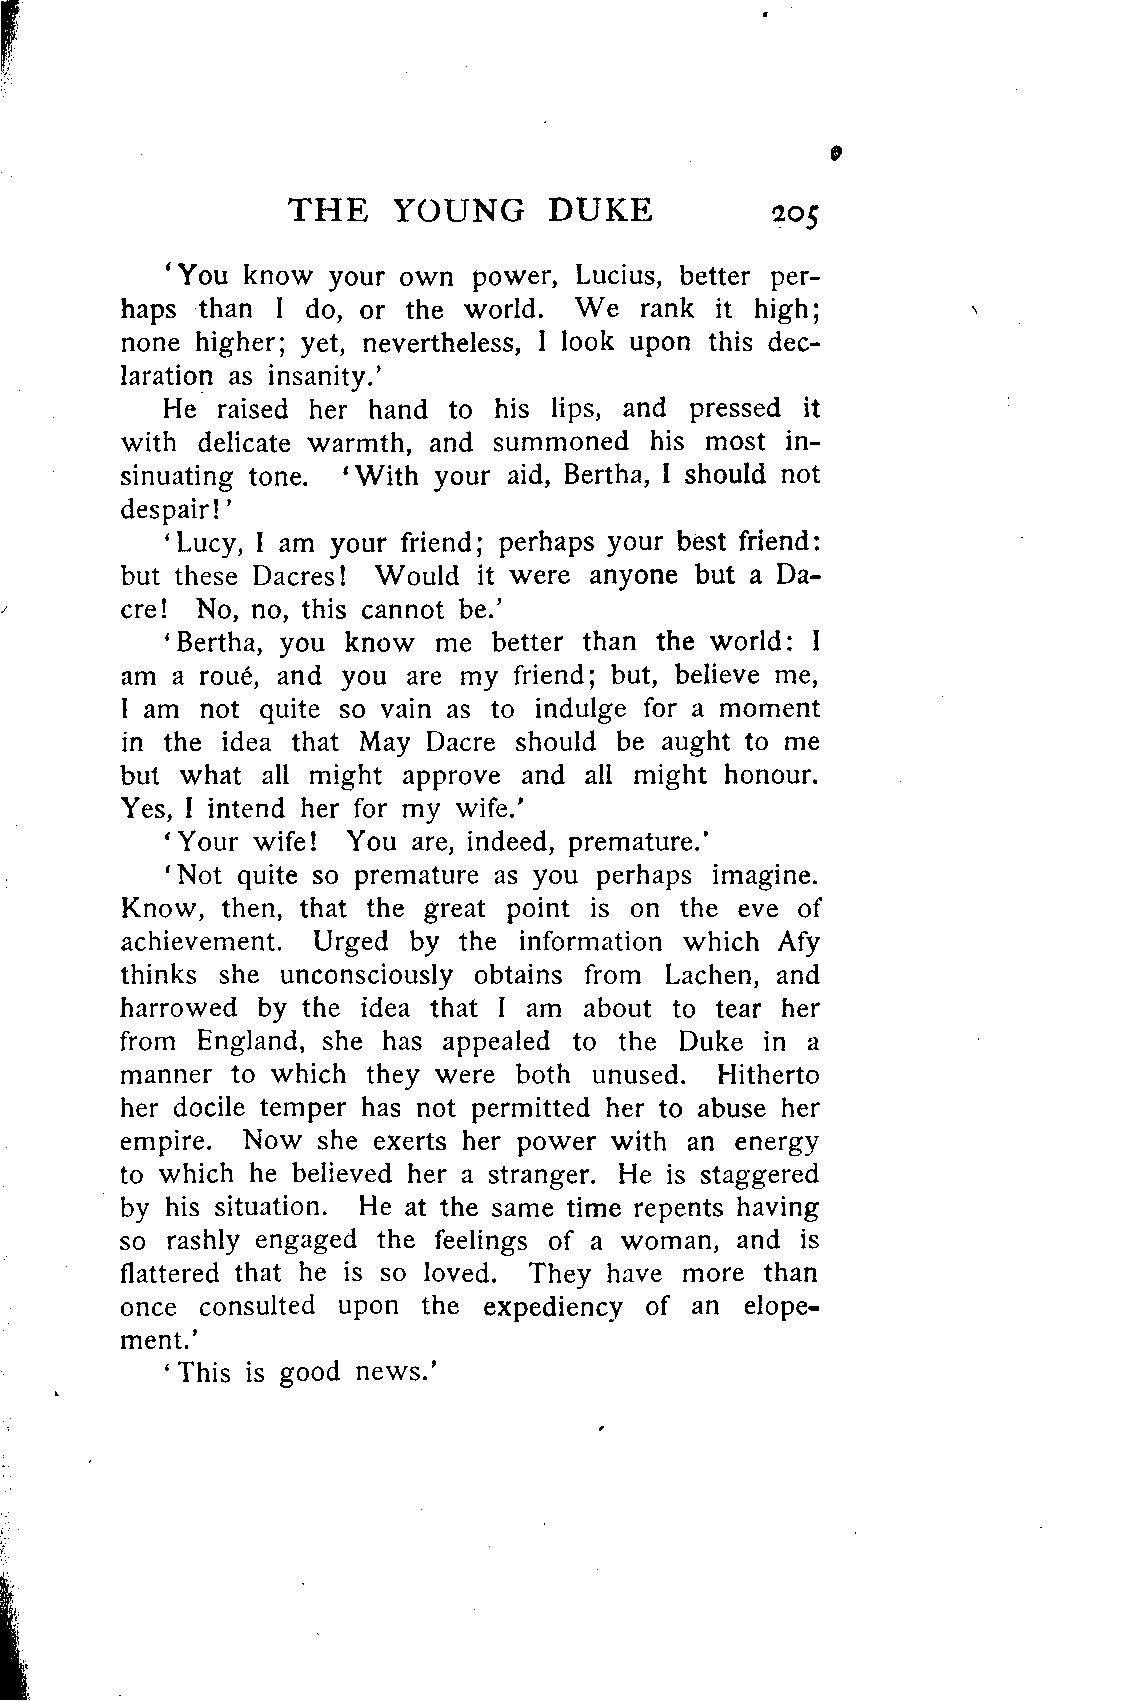 THE YOUNG DUKE 205
‘You know your own power, Lucius, better per-
haps than I do, or the world. We rank it high;
none higher; yet, nevertheless, I look upon this dec-
laration as insanity.’
He raised her hand to his lips, and pressed it
with delicate warmth, and summoned his most in-
sinuating tone. ‘With your aid, Bertha, I should not
despair!’
‘Lucy, I am your friend; perhaps your best friend:
but these Dacres! Would it were anyone but a Da-
cre! No, no, this cannot be.’
‘Bertha, you know me better than the world: I
am a roué, and you are my friend; but, believe me,
I am not quite so vain as to indulge for a moment
in the idea that May Dacre should be aught to me
but what all might approve and all might honour.
Yes, I intend her for my wife.’
‘Your wife! You are, indeed, premature.’
‘Not quite so premature as you perhaps imagine.
Know, then, that the great point is on the eve of
achievement. Urged by the information which Afy
thinks she unconsciously obtains from Lachen, and
harrowed by the idea that I am about to tear her
from England, she has appealed to the Duke in a
manner to which they were both unused. Hitherto
her docile temper has not permitted her to abuse her
empire. Now she exerts her power with an energy
to which he believed her a stranger. He is staggered
by his situation. He at the same time repents having
so rashly engaged the feelings of a woman, and is
flattered that he is so loved. They have more than
once consulted upon the expediency of an elope-
ment.’
‘This is good news.’